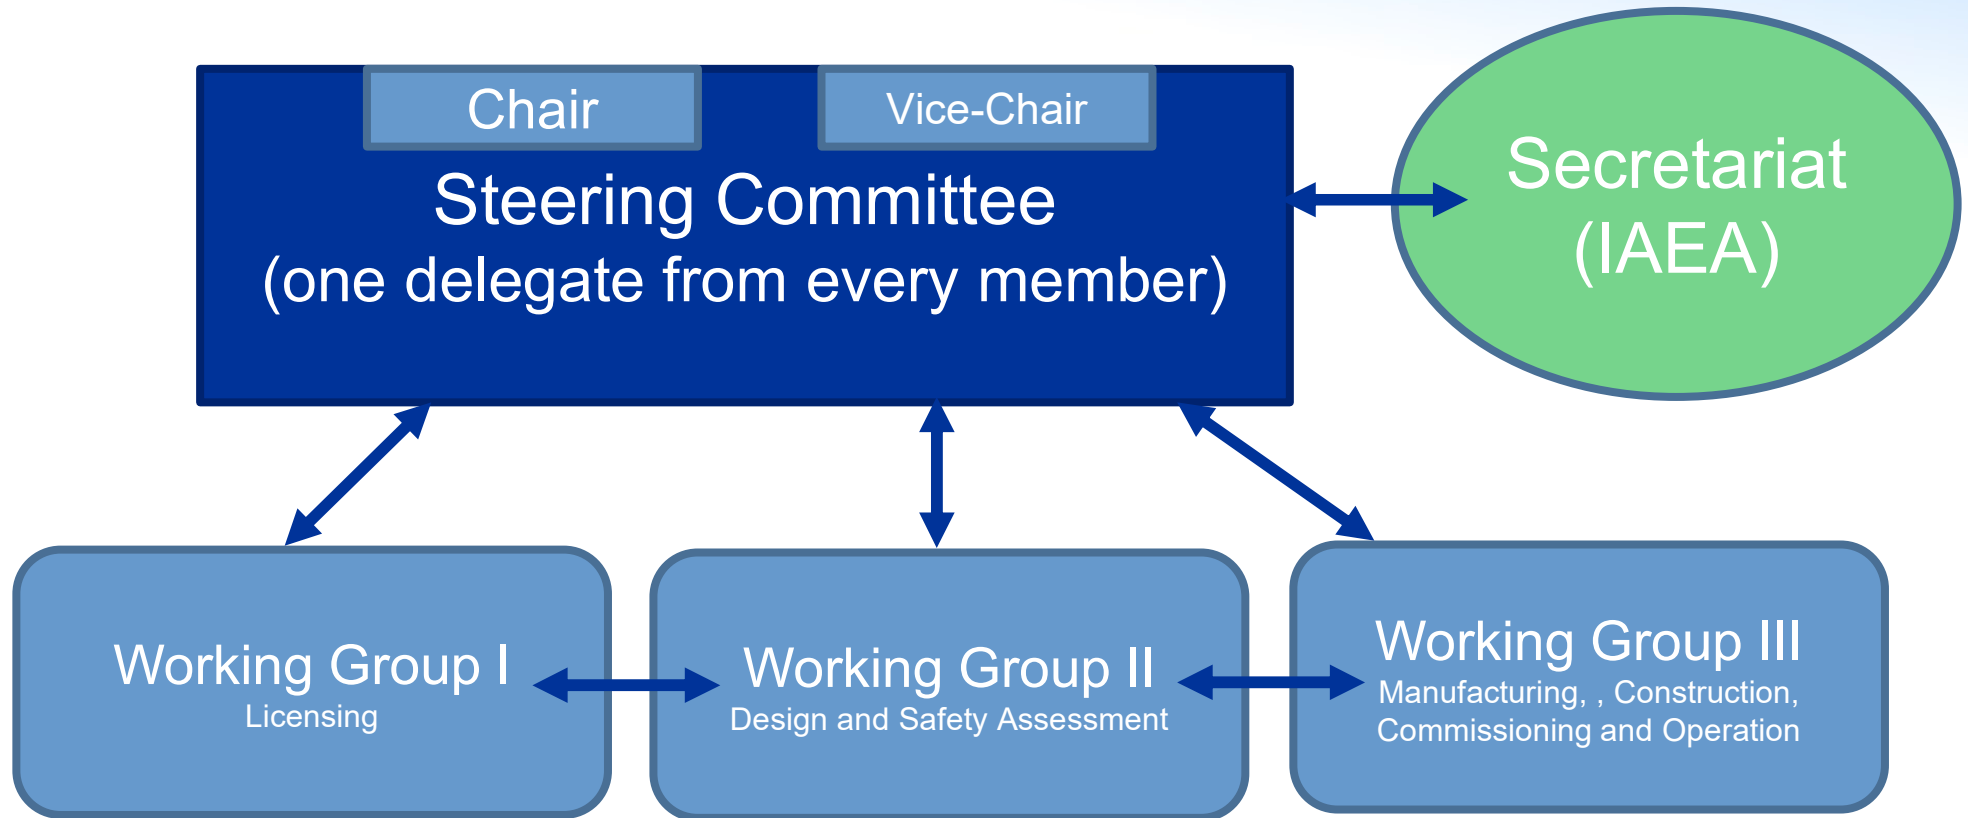 Chair
Vice-Chair
Steering Committee
(one delegate from every member)
Secretariat
(IAEA)
Working Group I
Licensing
Working Group II
Design and Safety Assessment
Working Group III
Manufacturing, , Construction,
Commissioning and Operation